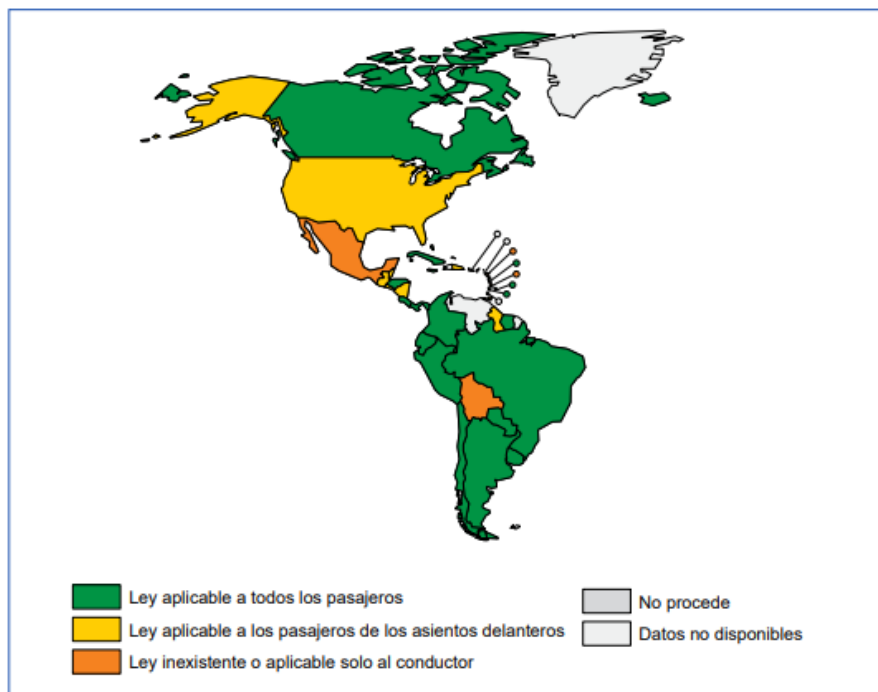 Ley aplicable a todos los pasajeros
Ley aplicable a los pasajeros de los asientos delanteros
Ley inexistente o aplicable solo al conductor
No procede
Datos no disponibles